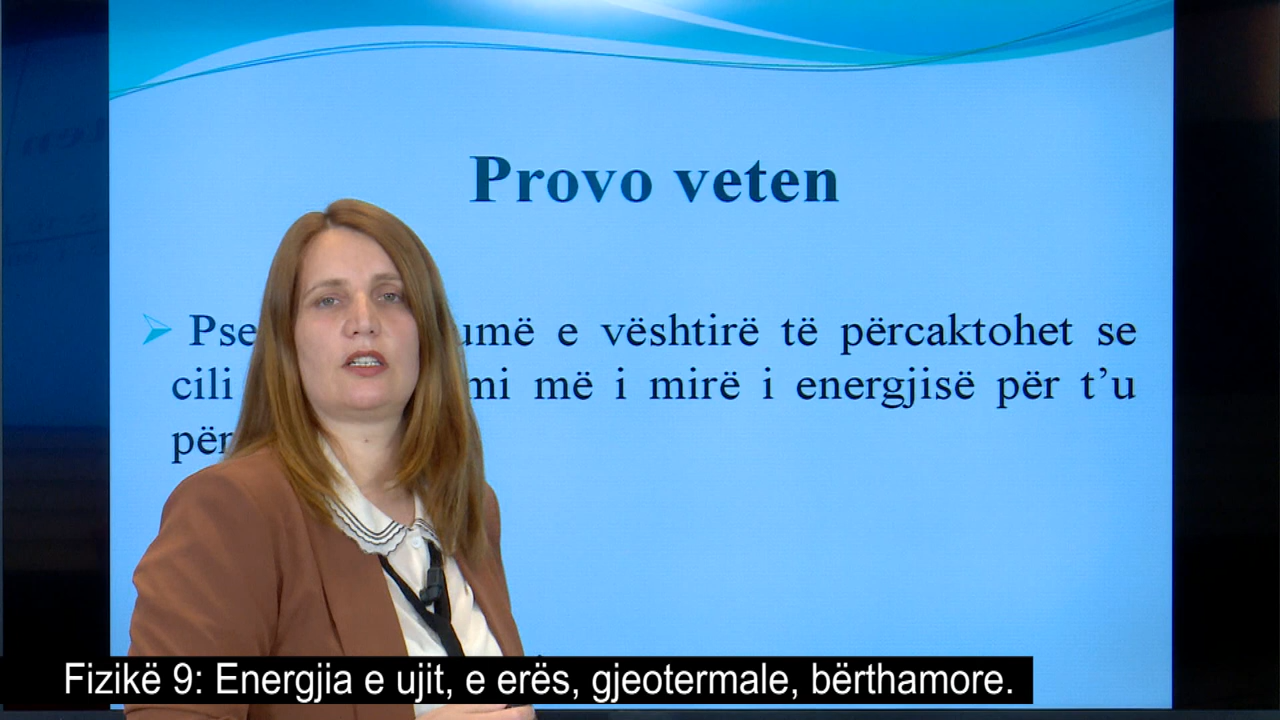 Provo veten
Pse umë e vështirë të përcaktohet se
cili mi më i mirë i energjisë për t'u
për
Fizikë 9: Energjia e ujit, e erës, gjeotermale, bërthamore.